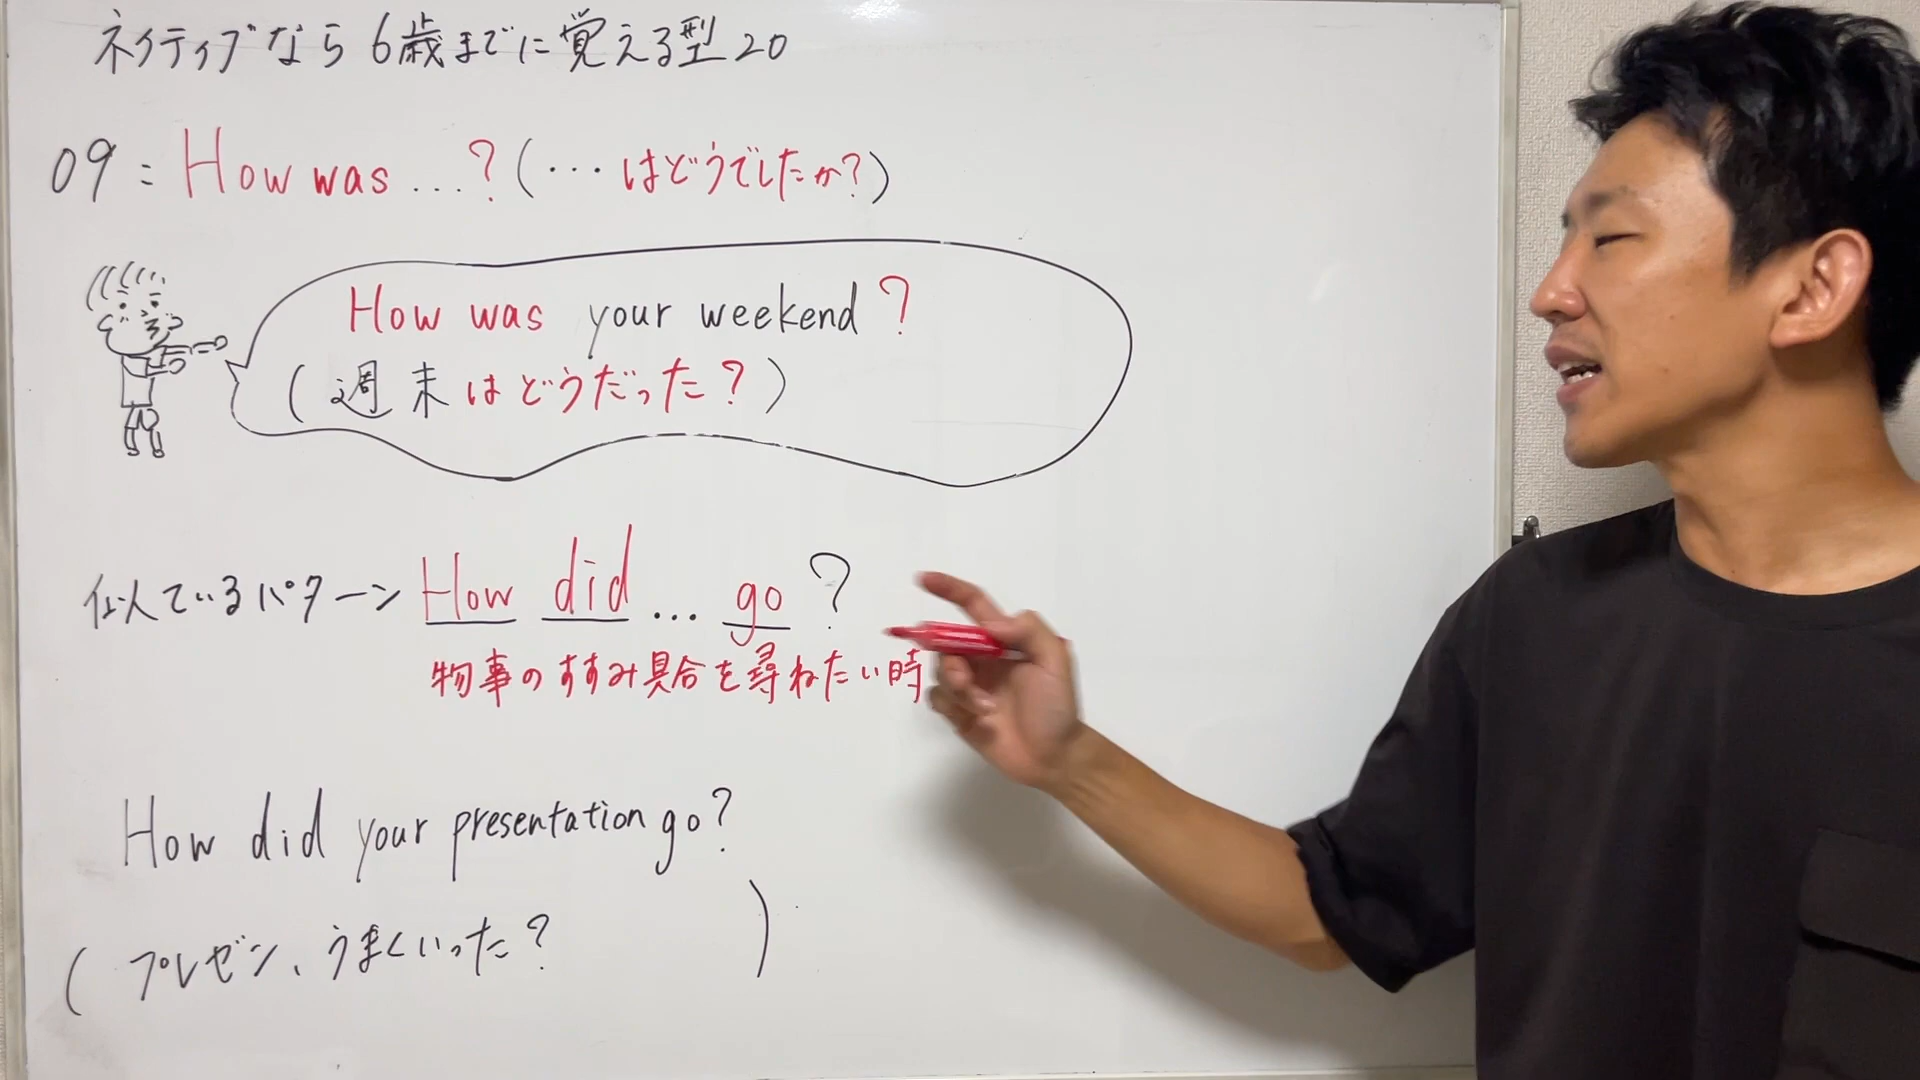 ネイティブなら6歳までに覚える型20
09: How was ...? (…はどうでしたか?)
How was your weekend?
(週末はどうだった?)
似ているパターン How did ... go?
物事のすすみ具合を尋ねたい時
How did your presentation go?
(プレゼン、うまくいった? )